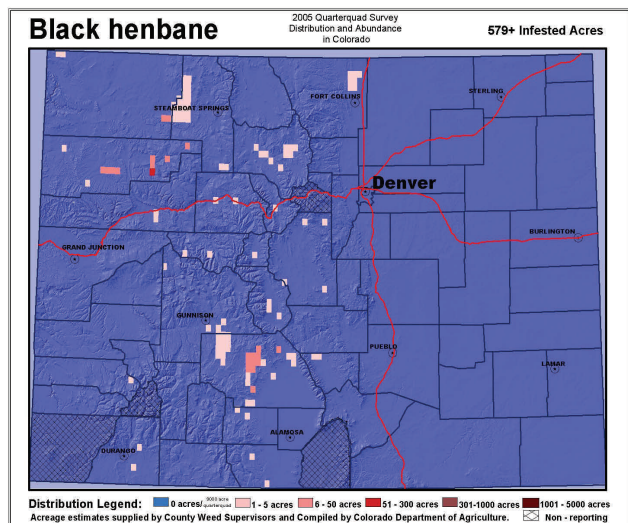 Black henbane
2005 Quarterquad Survey
Distribution and Abundance
in Colorado
579+ Infested Acres
STEAMBOAT SPRINGS
FORT COLLINS
STERLING
Denver
GRAND JUNCTION
BURLINGTON
GUNNISON
PUEBLO
LAMAR
ALAMOSA
DURANGO
Distribution Legend: 0 acres/ 9000 acre quarterquad 1 - 5 acres 6 - 50 acres 51 - 300 acres 301-1000 acres 1001 - 5000 acres
Acreage estimates supplied by County Weed Supervisors and Compiled by Colorado Department of Agriculture. Non - reporting